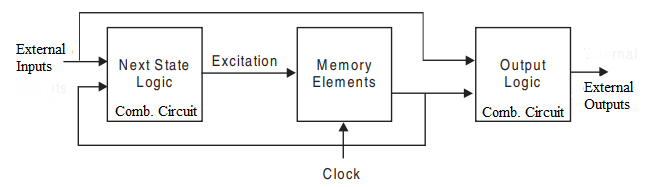 External
Inputs
Next State
Logic
Comb. Circuit
Excitation
Memory
Elements
Clock
Output
Logic
Comb. Circuit
External
Outputs